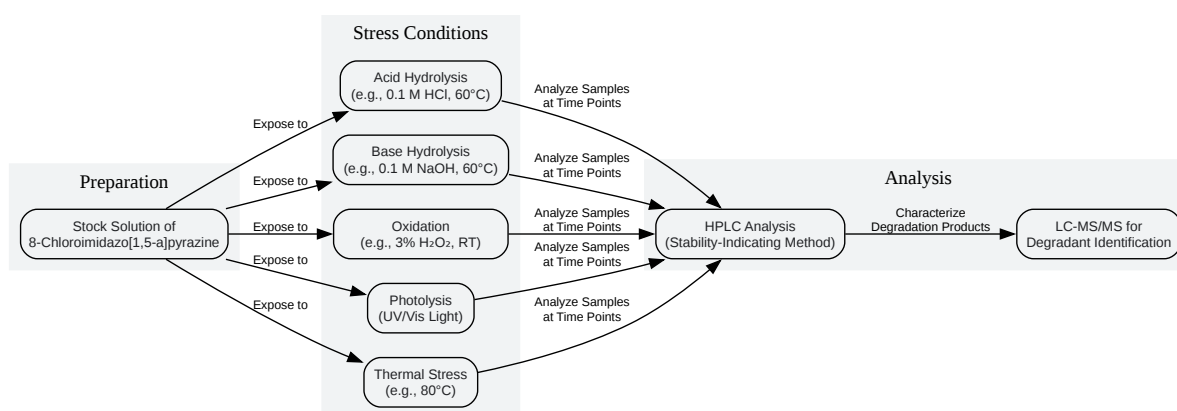 Stress Conditions
Acid Hydrolysis
(e.g., 0.1 M HCl, 60°C)
Analyze Samples
at Time Points
Expose to
Base Hydrolysis
(e.g., 0.1 M NaOH, 60°C)
Analyze Samples
at Time Points
Expose to
Preparation
Analysis
Stock Solution of
8-Chloroimidazo[1,5-a]pyrazine
Expose to
Oxidation
(e.g., 3% H₂O₂, RT)
Analyze Samples
at Time Points
HPLC Analysis
(Stability-Indicating Method)
Characterize
Degradation Products
LC-MS/MS for
Degradant Identification
Analyze Samples
at Time Points
Expose to
Photolysis
(UV/Vis Light)
Expose to
Analyze Samples
at Time Points
Thermal Stress
(e.g., 80°C)